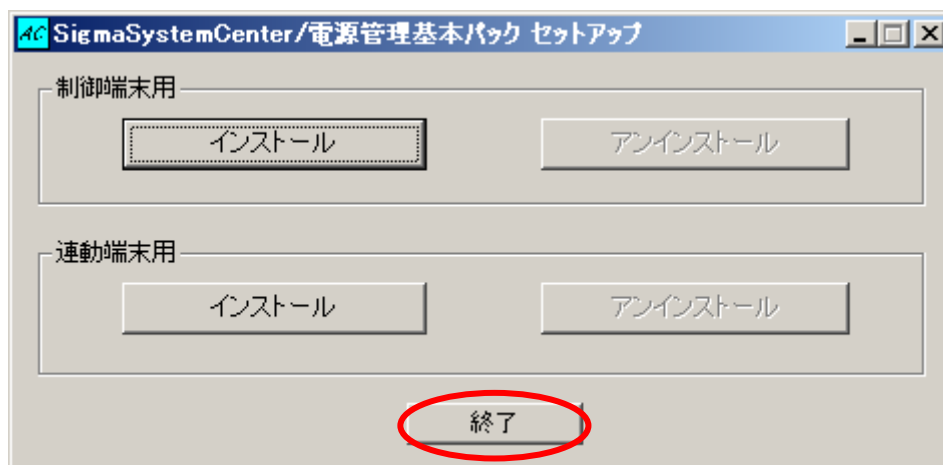 AC SigmaSystemCenter/電源管理基本パック セットアップ
制御端末用
インストール アンインストール
連動端末用
インストール アンインストール
終了